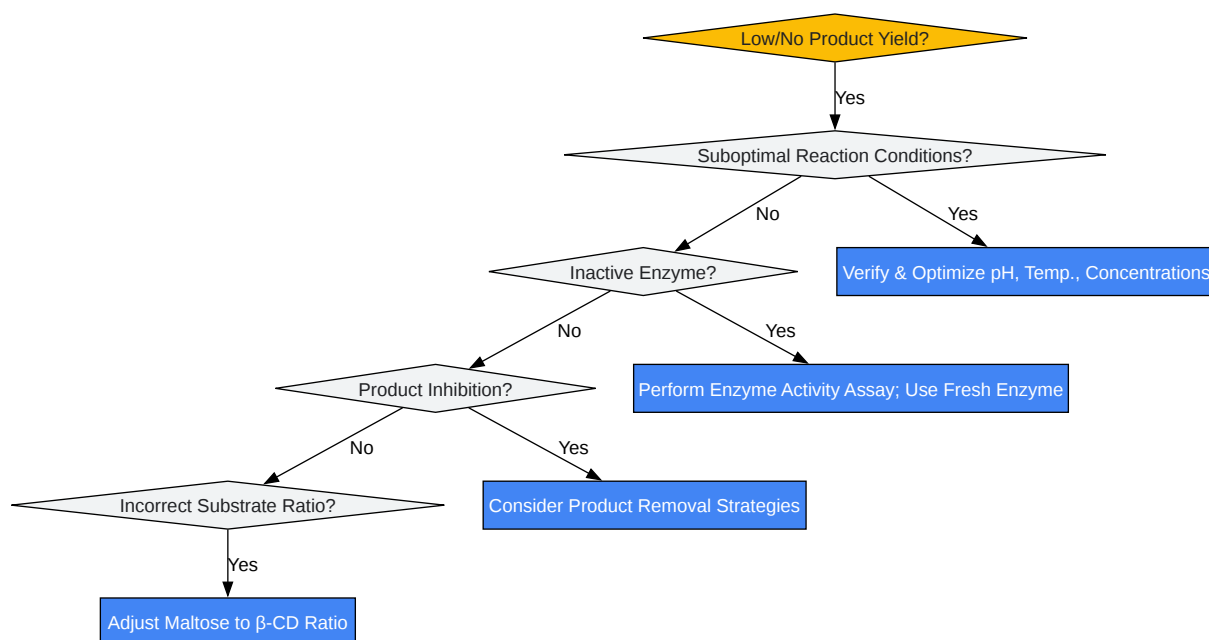 Low/No Product Yield?
Yes
Suboptimal Reaction Conditions?
No
Yes
Inactive Enzyme?
Verify & Optimize pH, Temp., Concentrations
No
Yes
Product Inhibition?
Perform Enzyme Activity Assay; Use Fresh Enzyme
No
Yes
Incorrect Substrate Ratio?
Consider Product Removal Strategies
Yes
Adjust Maltose to β-CD Ratio